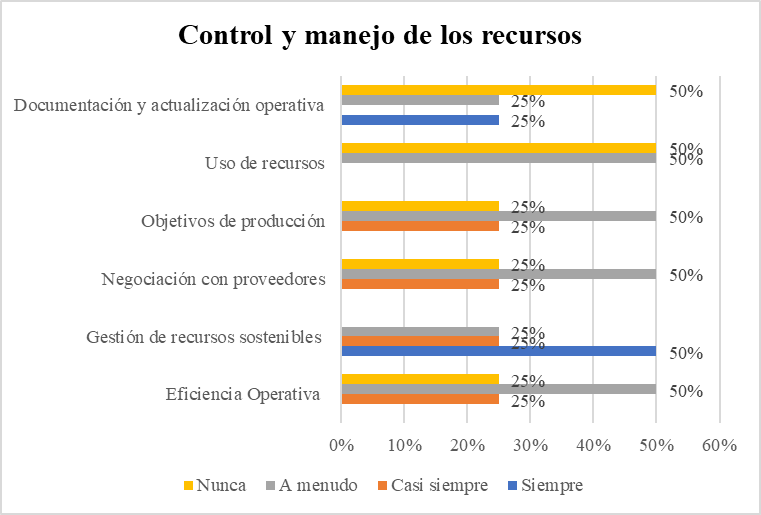 Control y manejo de los recursos
Documentación y actualización operativa
50%
25%
25%
Uso de recursos
50%
50%
Objetivos de producción
25%
50%
25%
Negociación con proveedores
25%
50%
25%
Gestión de recursos sostenibles
25%
25%
50%
Eficiencia Operativa
25%
50%
25%
0% 10% 20% 30% 40% 50% 60%
Nunca A menudo Casi siempre Siempre